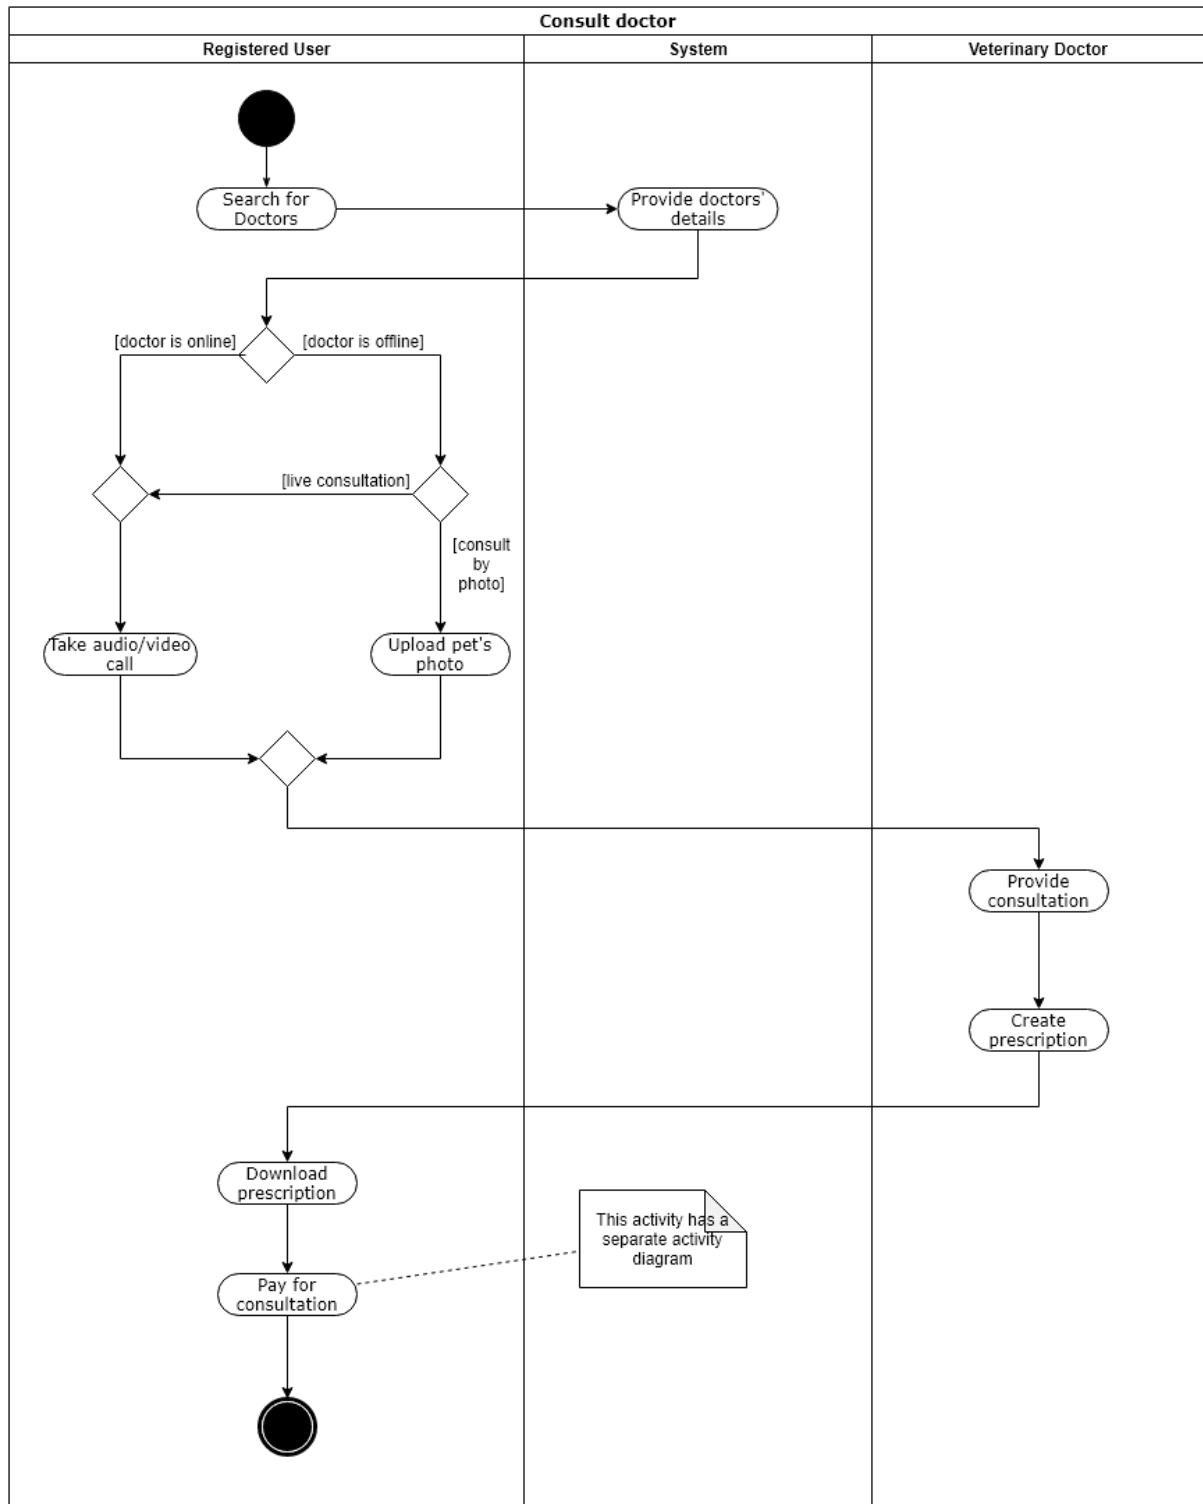 Consult doctor
Registered User
System
Veterinary Doctor
Search for
Doctors
Provide doctors'
details
[doctor is online]
[doctor is offline]
[live consultation]
[consult
by
photo]
Take audio/video
call
Upload pet's
photo
Provide
consultation
Create
prescription
Download
prescription
This activity has a
separate activity
diagram
Pay for
consultation